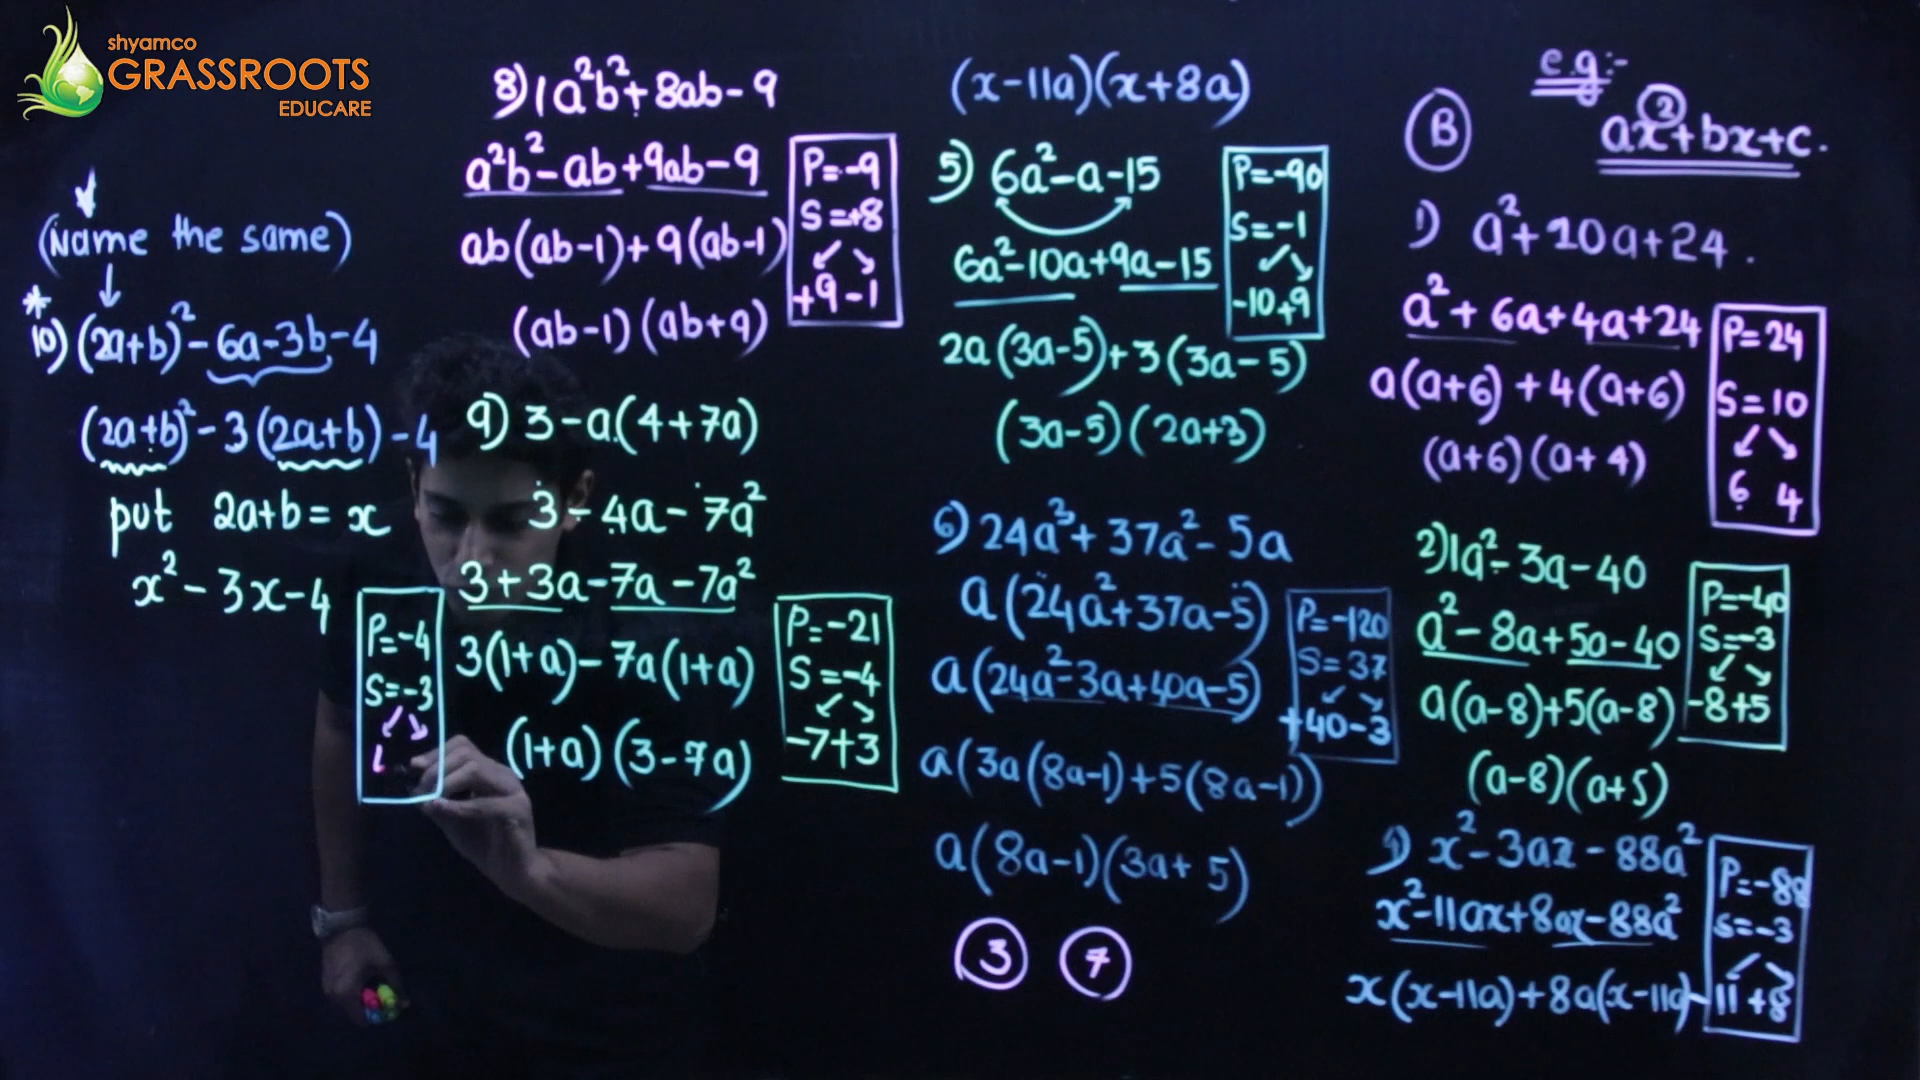 shyamco
GRASSROOTS
EDUCARE
e.g:-
(B) ax²+bx+c.
1) a²+10a+24.
a²+6a+4a+24
a(a+6)+4(a+6)
(a+6)(a+4)
P=24
S=10
6 4
2) 1a²-3a-40
a²-8a+5a-40
a(a-8)+5(a-8)
(a-8)(a+5)
P=-40
S=-3
-8+5
4) x²-3ax-88a²
x²-11ax+8ax-88a²
x(x-11a)+8a(x-11a)
P=-88
S=-3
-11+8
(x-11a)(x+8a)
5) 6a²-a-15
6a²-10a+9a-15
2a(3a-5)+3(3a-5)
(3a-5)(2a+3)
P=-90
S=-1
-10+9
6) 24a³+37a²-5a
a(24a²+37a-5)
a(24a²-3a+40a-5)
a(3a(8a-1)+5(8a-1))
a(8a-1)(3a+5)
P=-120
S=37
+40-3
3 7
8) 1a²b²+8ab-9
a²b²-ab+9ab-9
ab(ab-1)+9(ab-1)
(ab-1)(ab+9)
P=-9
S=+8
+9-1
9) 3-a(4+7a)
3-4a-7a²
3+3a-7a-7a²
3(1+a)-7a(1+a)
(1+a)(3-7a)
P=-21
S=-4
-7+3
(Name the same)
*
10) (2a+b)²-6a-3b-4
(2a+b)²-3(2a+b)-4
put 2a+b=x
x²-3x-4
P=-4
S=-3